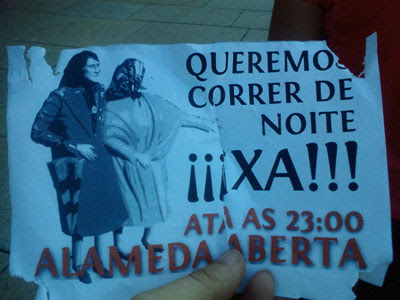 QUEREMOS
CORRER DE
NOITE
¡¡¡XA!!!
ATA AS 23:00
ALAMEDA ABERTA